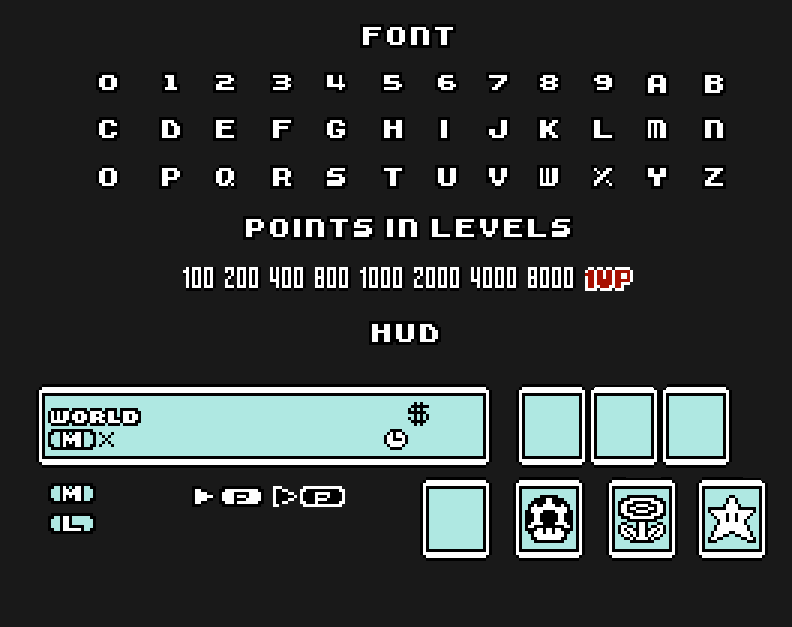 FONT
0 1 2 3 4 5 6 7 8 9 A B
C D E F G H I J K L M N
O P Q R S T U V W X Y Z
POINTS IN LEVELS
100 200 400 800 1000 2000 4000 8000 1UP
HUD
WORLD $
M X
M P P
L